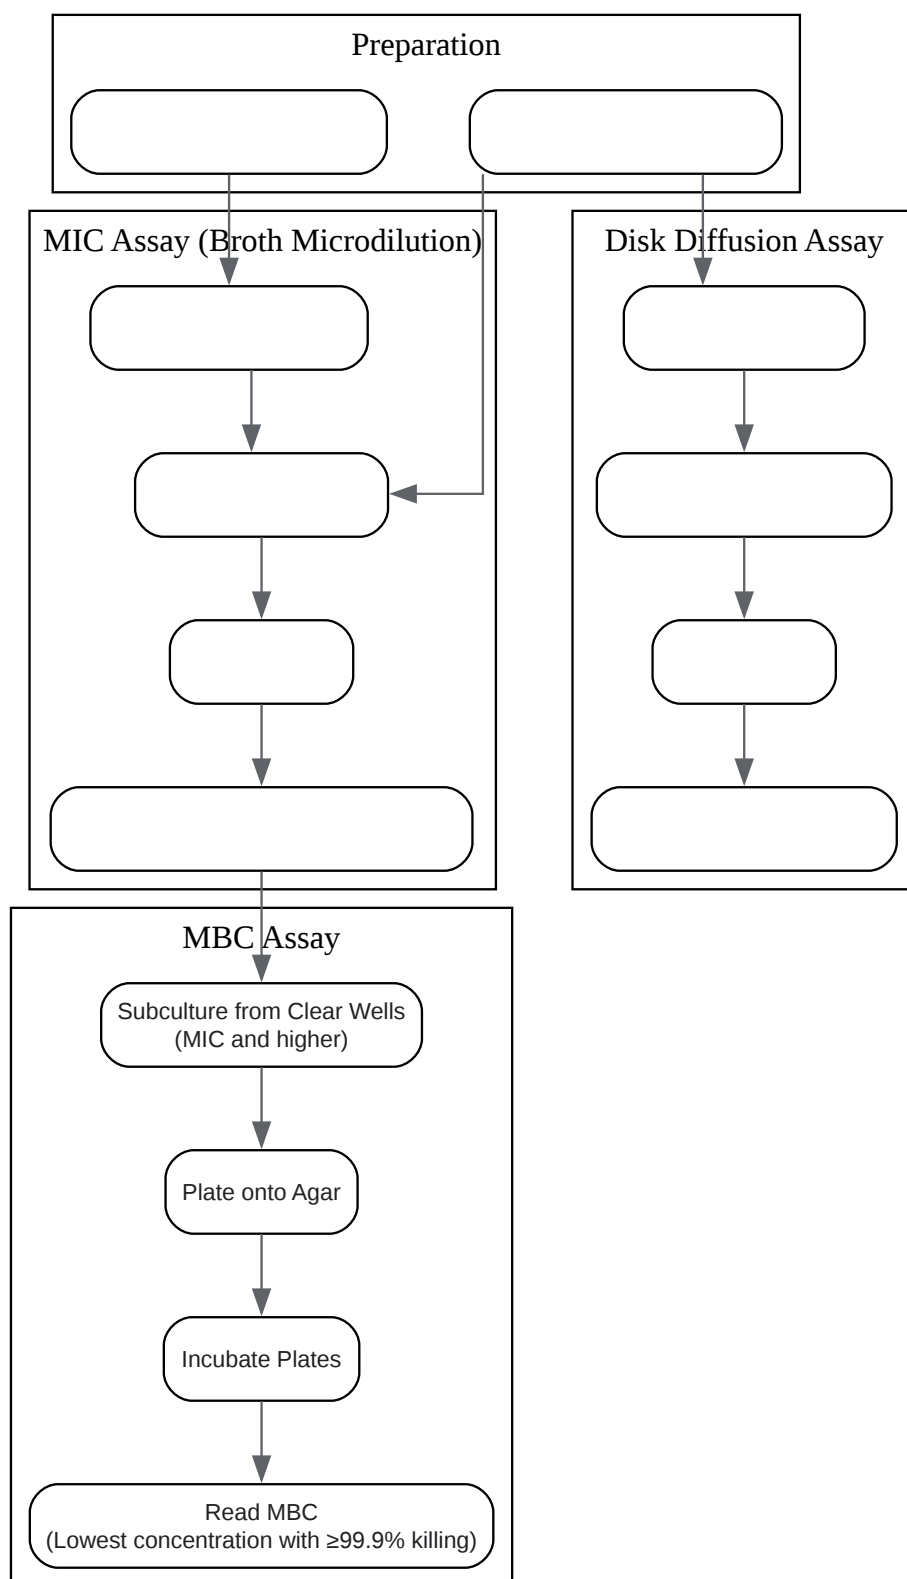 Preparation
MIC Assay (Broth Microdilution)
Disk Diffusion Assay
MBC Assay
Subculture from Clear Wells
(MIC and higher)
Plate onto Agar
Incubate Plates
Read MBC
(Lowest concentration with ≥99.9% killing)